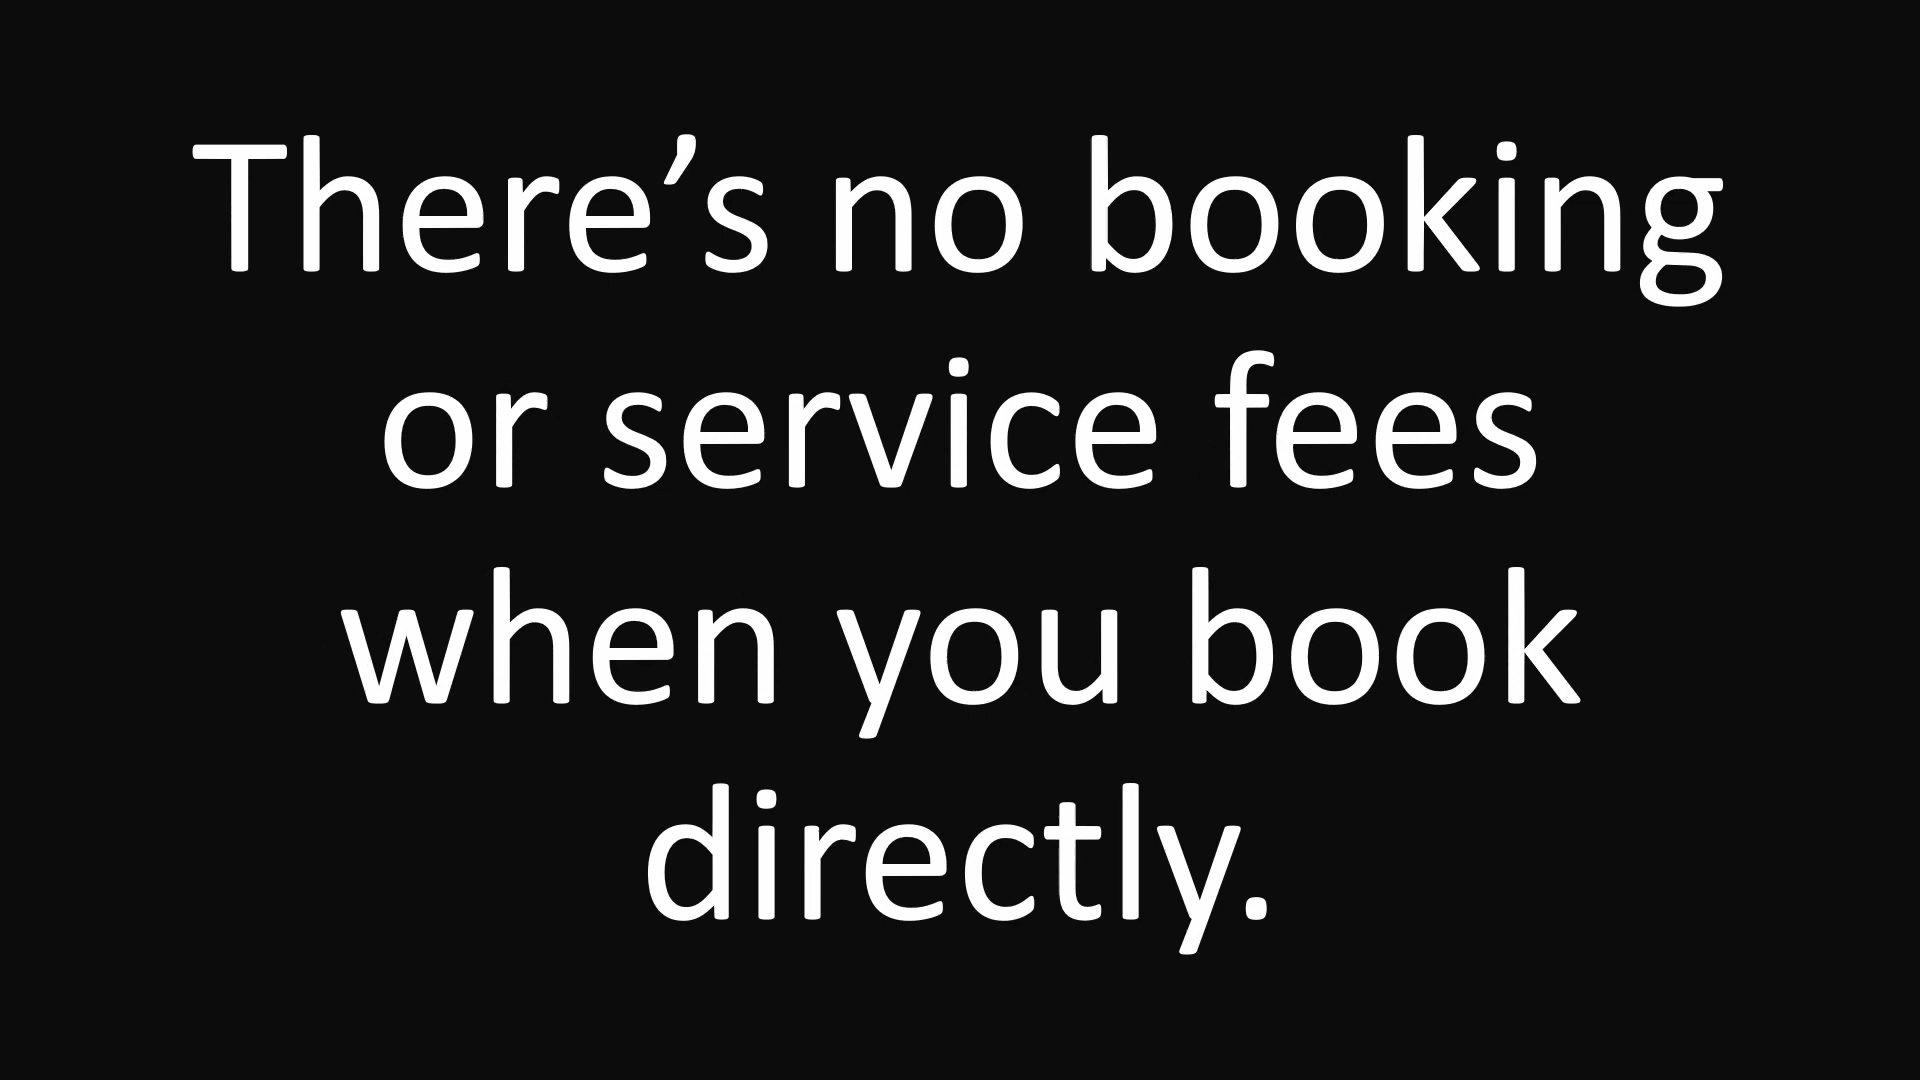 There’s no booking
or service fees
when you book
directly.